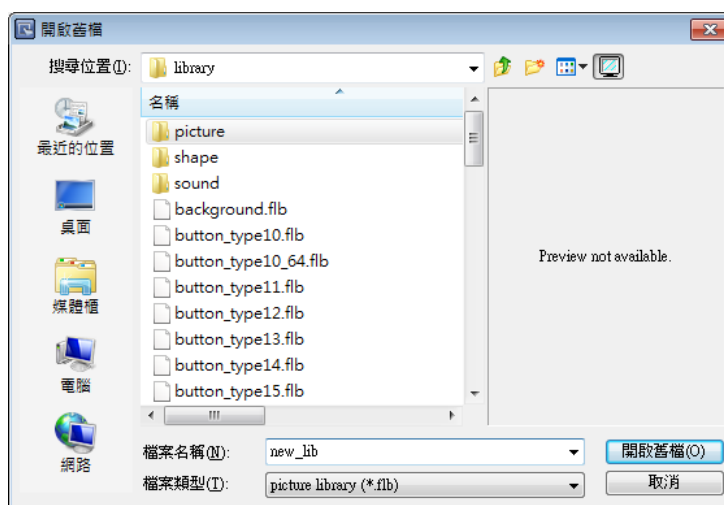 開啟舊檔
搜尋位置(I): library
最近的位置
桌面
媒體櫃
電腦
網路
名稱
picture
shape
sound
background.flb
button_type10.flb
button_type10_64.flb
button_type11.flb
button_type12.flb
button_type13.flb
button_type14.flb
button_type15.flb
Preview not available.
檔案名稱(N): new_lib 開啟舊檔(O)
檔案類型(T): picture library (*.flb) 取消